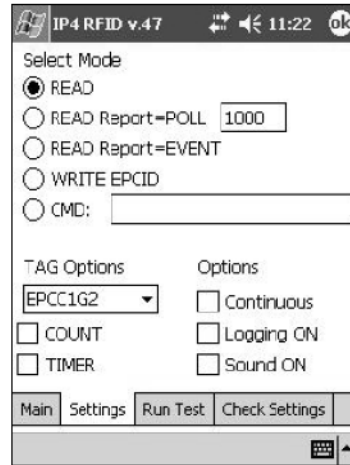 IP4 RFID v.47 11:22 ok
Select Mode
READ
READ Report=POLL 1000
READ Report=EVENT
WRITE EPCID
CMD:
TAG Options Options
EPCC1G2 Continuous
COUNT Logging ON
TIMER Sound ON
Main Settings Run Test Check Settings